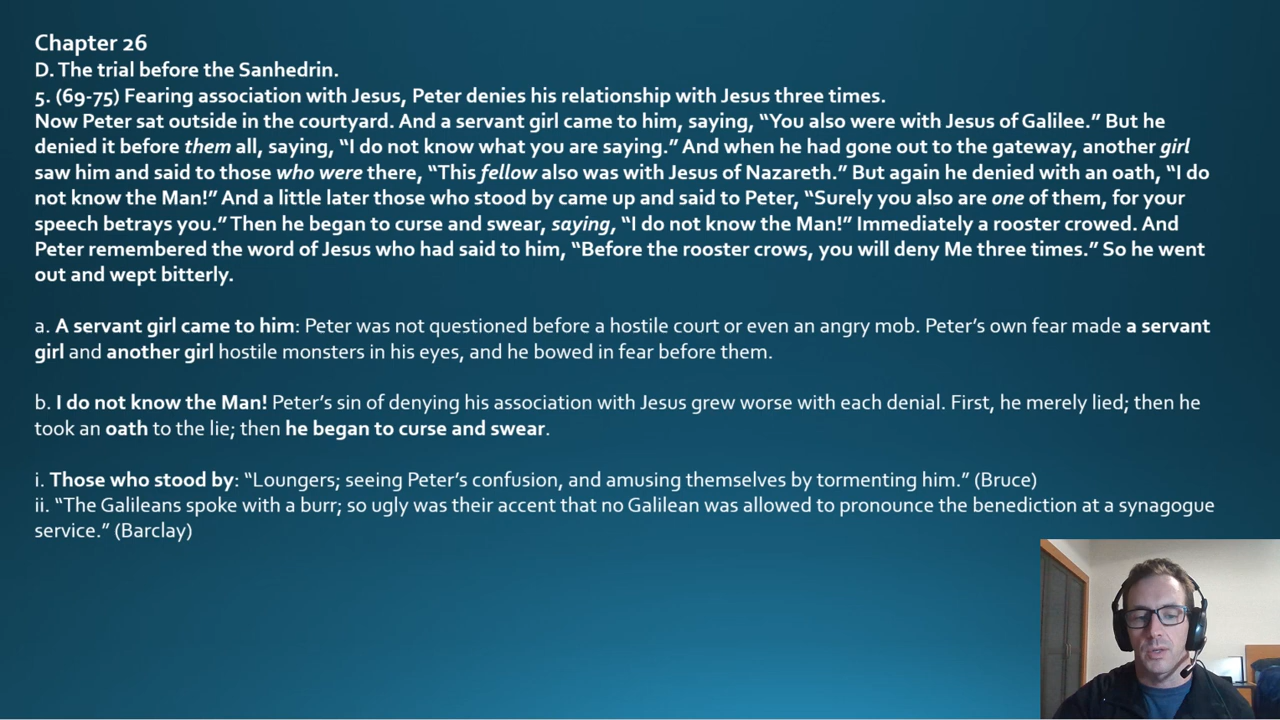 Chapter 26
D. The trial before the Sanhedrin.
5. (69-75) Fearing association with Jesus, Peter denies his relationship with Jesus three times.
Now Peter sat outside in the courtyard. And a servant girl came to him, saying, “You also were with Jesus of Galilee.” But he
denied it before them all, saying, “I do not know what you are saying.” And when he had gone out to the gateway, another girl
saw him and said to those who were there, “This fellow also was with Jesus of Nazareth.” But again he denied with an oath, “I do
not know the Man!” And a little later those who stood by came up and said to Peter, “Surely you also are one of them, for your
speech betrays you.” Then he began to curse and swear, saying, “I do not know the Man!” Immediately a rooster crowed. And
Peter remembered the word of Jesus who had said to him, “Before the rooster crows, you will deny Me three times.” So he went
out and wept bitterly.
a. A servant girl came to him: Peter was not questioned before a hostile court or even an angry mob. Peter’s own fear made a servant
girl and another girl hostile monsters in his eyes, and he bowed in fear before them.
b. I do not know the Man! Peter’s sin of denying his association with Jesus grew worse with each denial. First, he merely lied; then he
took an oath to the lie; then he began to curse and swear.
i. Those who stood by: “Loungers; seeing Peter’s confusion, and amusing themselves by tormenting him.” (Bruce)
ii. “The Galileans spoke with a burr; so ugly was their accent that no Galilean was allowed to pronounce the benediction at a synagogue
service.” (Barclay)